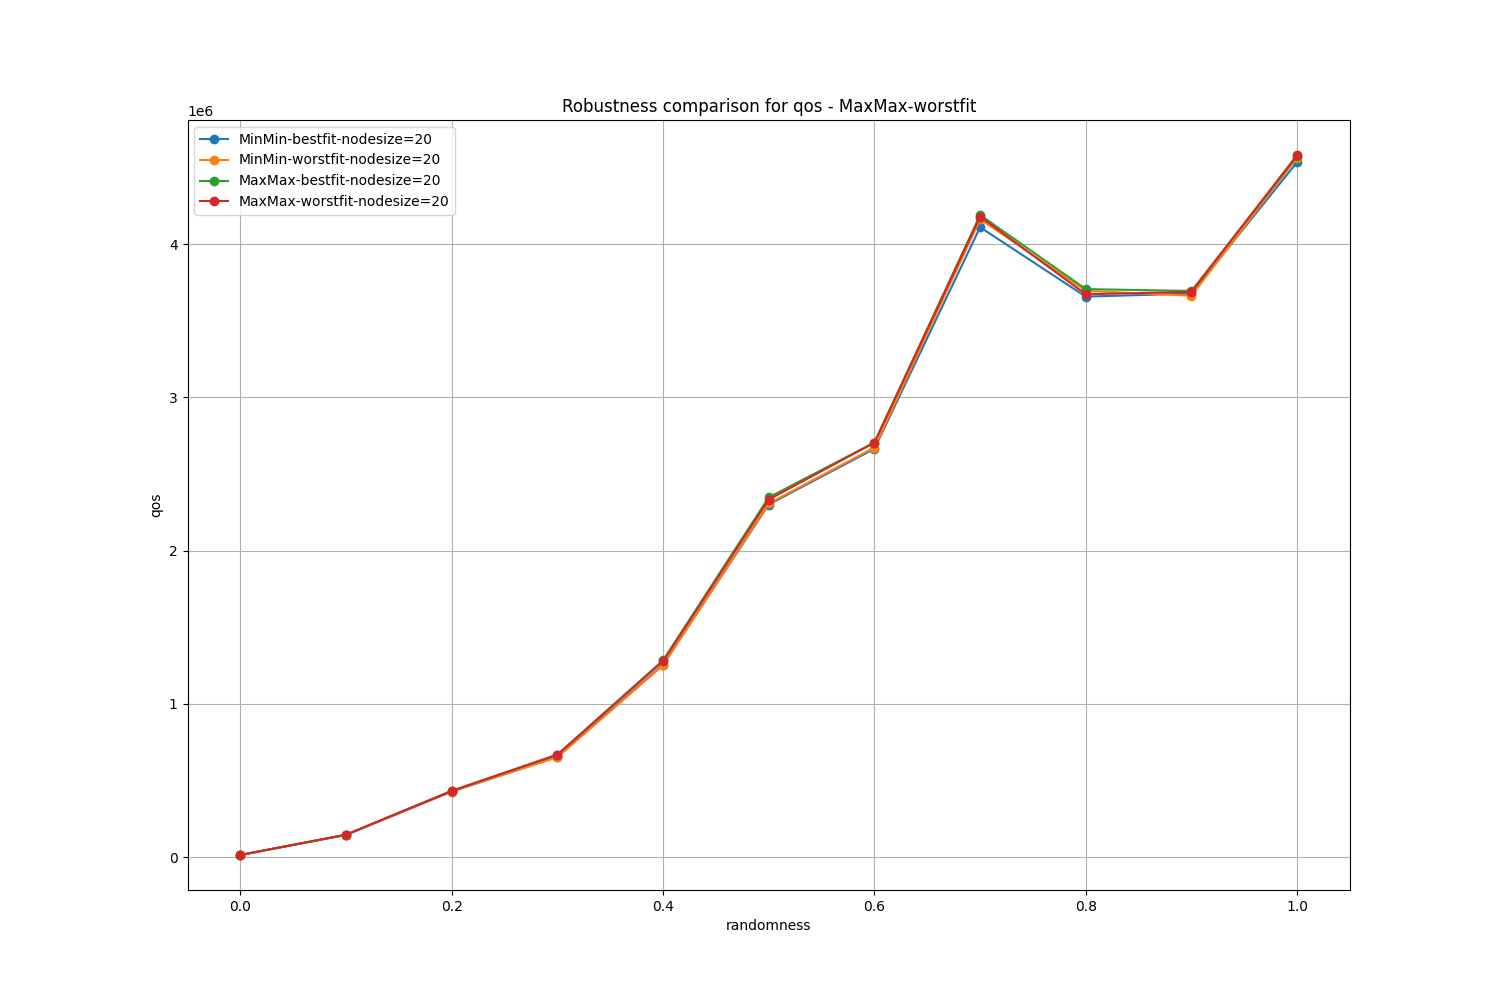 Robustness comparison for qos - MaxMax-worstfit
1e6
MinMin-bestfit-nodesize=20
MinMin-worstfit-nodesize=20
MaxMax-bestfit-nodesize=20
MaxMax-worstfit-nodesize=20
4
3
2
1
0
qos
0.0 0.2 0.4 0.6 0.8 1.0
randomness